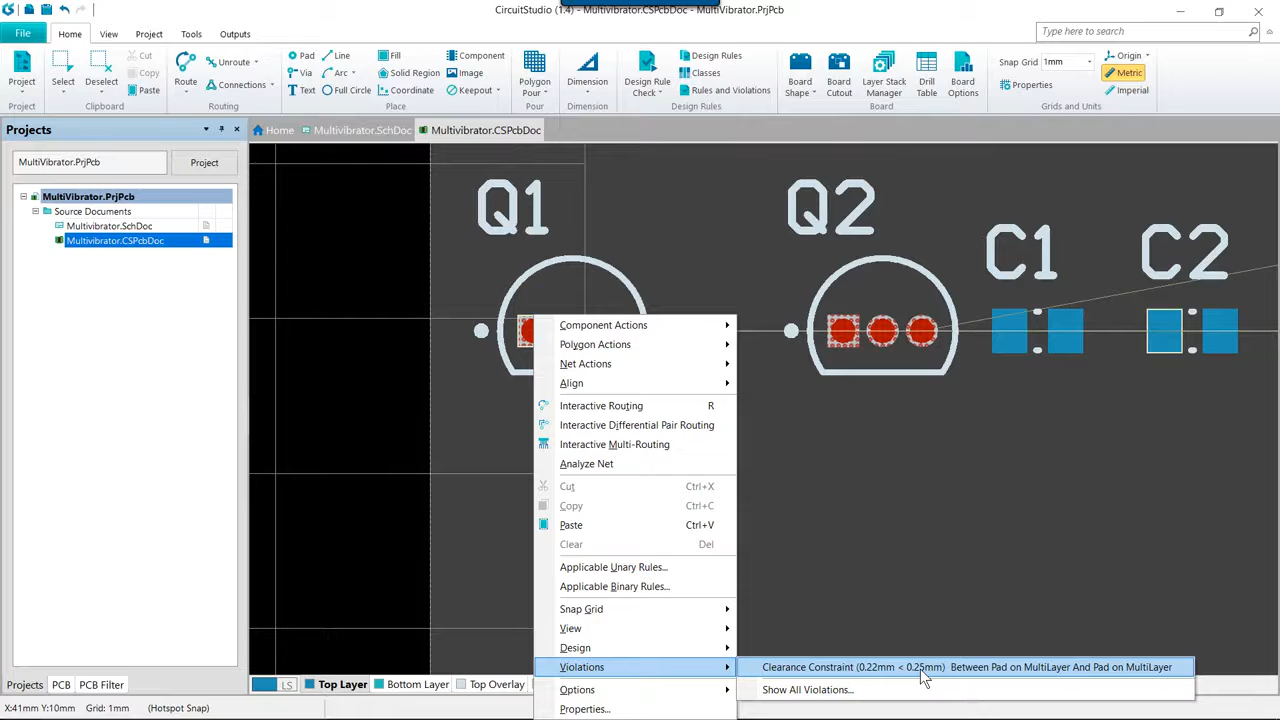 CircuitStudio (1.4) - Multivibrator.CSPcbDoc - MultiVibrator.PrjPcb
File Home View Project Tools Outputs
Type here to search
Project Select Deselect Cut Copy Paste Route Unroute Connections
Pad Line Fill Component
Via Arc Solid Region Image
Text Full Circle Coordinate Keepout
Polygon Pour Dimension Design Rule Check
Design Rules
Classes
Rules and Violations
Board Shape Board Cutout Layer Stack Manager Drill Table Board Options
Snap Grid 1mm Origin
Properties Metric
Imperial
Project Clipboard Routing Place Pour Dimension Design Rules Board Grids and Units
Projects
Home Multivibrator.SchDoc Multivibrator.CSPcbDoc
MultiVibrator.PrjPcb Project
MultiVibrator.PrjPcb
Source Documents
Multivibrator.SchDoc
Multivibrator.CSPcbDoc
Q1 Q2 C1 C2
Component Actions
Polygon Actions
Net Actions
Align
Interactive Routing R
Interactive Differential Pair Routing
Interactive Multi-Routing
Analyze Net
Cut Ctrl+X
Copy Ctrl+C
Paste Ctrl+V
Clear Del
Applicable Unary Rules...
Applicable Binary Rules...
Snap Grid
View
Design
Violations
Options
Properties...
Clearance Constraint (0.22mm < 0.25mm) Between Pad on MultiLayer And Pad on MultiLayer
Show All Violations...
Projects PCB PCB Filter
LS Top Layer Bottom Layer Top Overlay
X:41mm Y:10mm Grid: 1mm (Hotspot Snap)